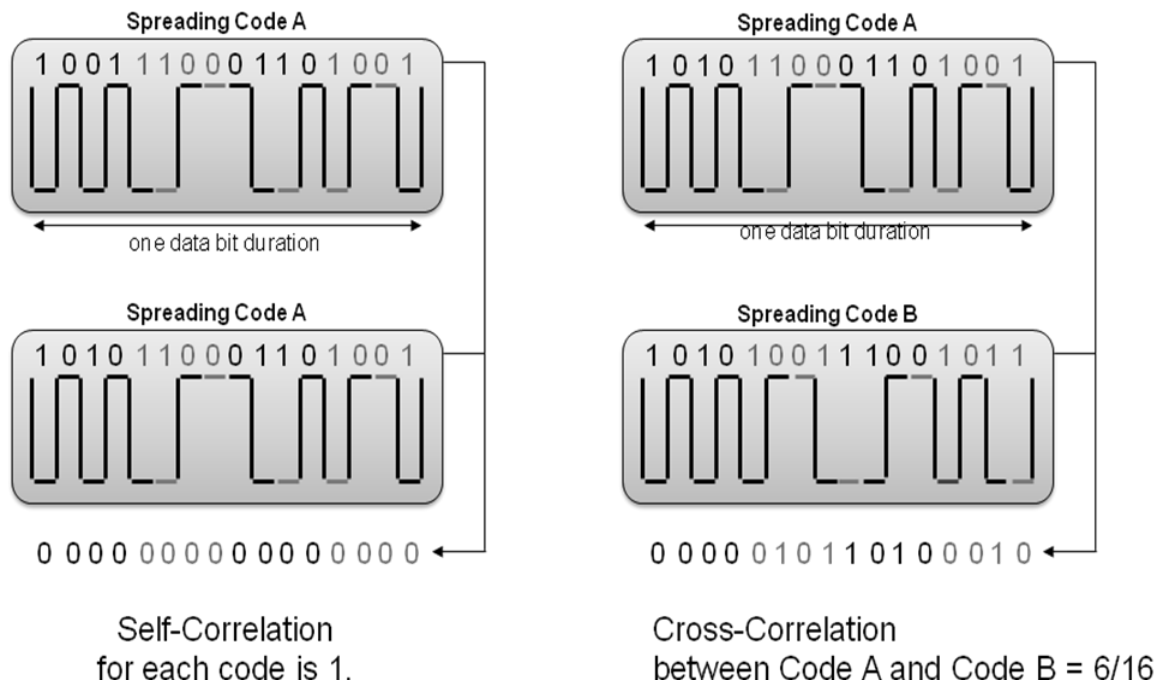 Spreading Code A
1 0 0 1 1 1 0 0 0 1 1 0 1 0 0 1
one data bit duration
Spreading Code A
1 0 1 0 1 1 0 0 0 1 1 0 1 0 0 1
0 0 0 0 0 0 0 0 0 0 0 0 0 0 0 0
Self-Correlation
for each code is 1.
Spreading Code A
1 0 1 0 1 1 0 0 0 1 1 0 1 0 0 1
one data bit duration
Spreading Code B
1 0 1 0 1 0 0 1 1 1 0 0 1 0 1 1
0 0 0 0 0 1 0 1 1 0 1 0 0 0 1 0
Cross-Correlation
between Code A and Code B = 6/16